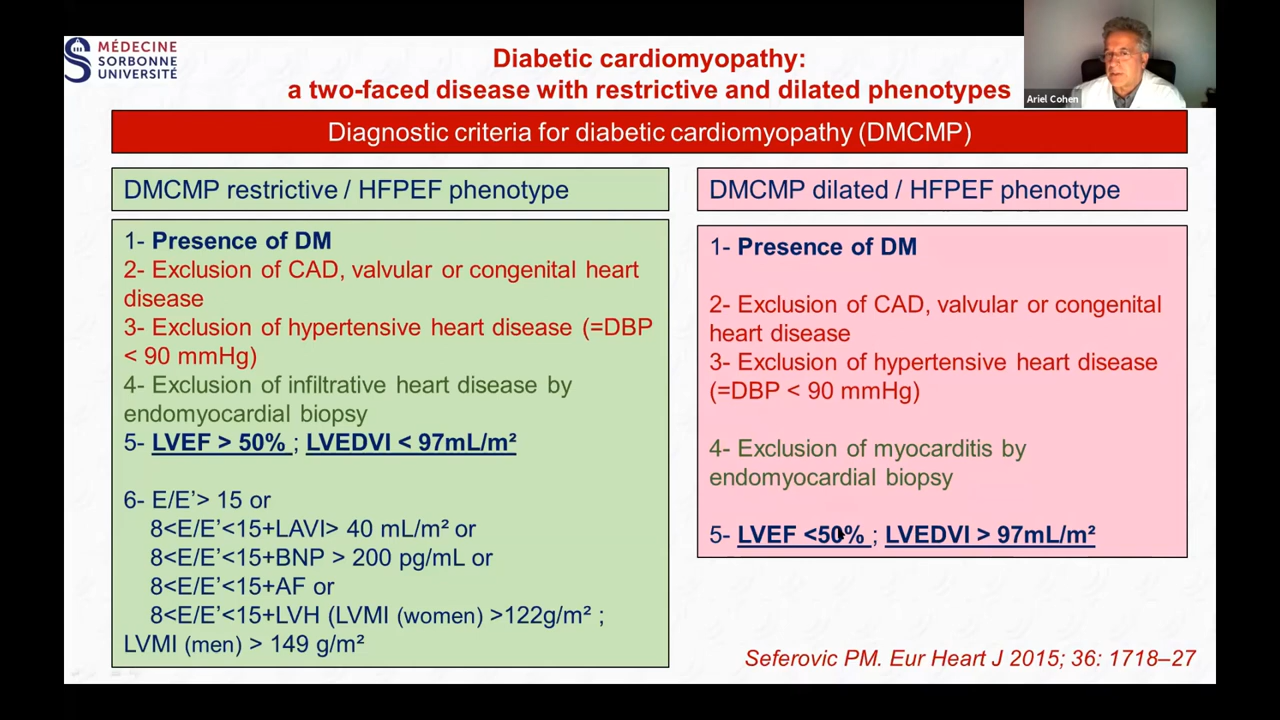 MÉDECINE
SORBONNE
UNIVERSITÉ
Diabetic cardiomyopathy:
a two-faced disease with restrictive and dilated phenotypes
Ariel Cohen
Diagnostic criteria for diabetic cardiomyopathy (DMCMP)
DMCMP restrictive / HFPEF phenotype
1- Presence of DM
2- Exclusion of CAD, valvular or congenital heart
disease
3- Exclusion of hypertensive heart disease (=DBP
< 90 mmHg)
4- Exclusion of infiltrative heart disease by
endomyocardial biopsy
5- LVEF > 50% ; LVEDVI < 97mL/m²
6- E/E’> 15 or
8<E/E’<15+LAVI> 40 mL/m² or
8<E/E’<15+BNP > 200 pg/mL or
8<E/E’<15+AF or
8<E/E’<15+LVH (LVMI (women) >122g/m² ;
LVMI (men) > 149 g/m²
DMCMP dilated / HFPEF phenotype
1- Presence of DM
2- Exclusion of CAD, valvular or congenital
heart disease
3- Exclusion of hypertensive heart disease
(=DBP < 90 mmHg)
4- Exclusion of myocarditis by
endomyocardial biopsy
5- LVEF <50% ; LVEDVI > 97mL/m²
Seferovic PM. Eur Heart J 2015; 36: 1718–27